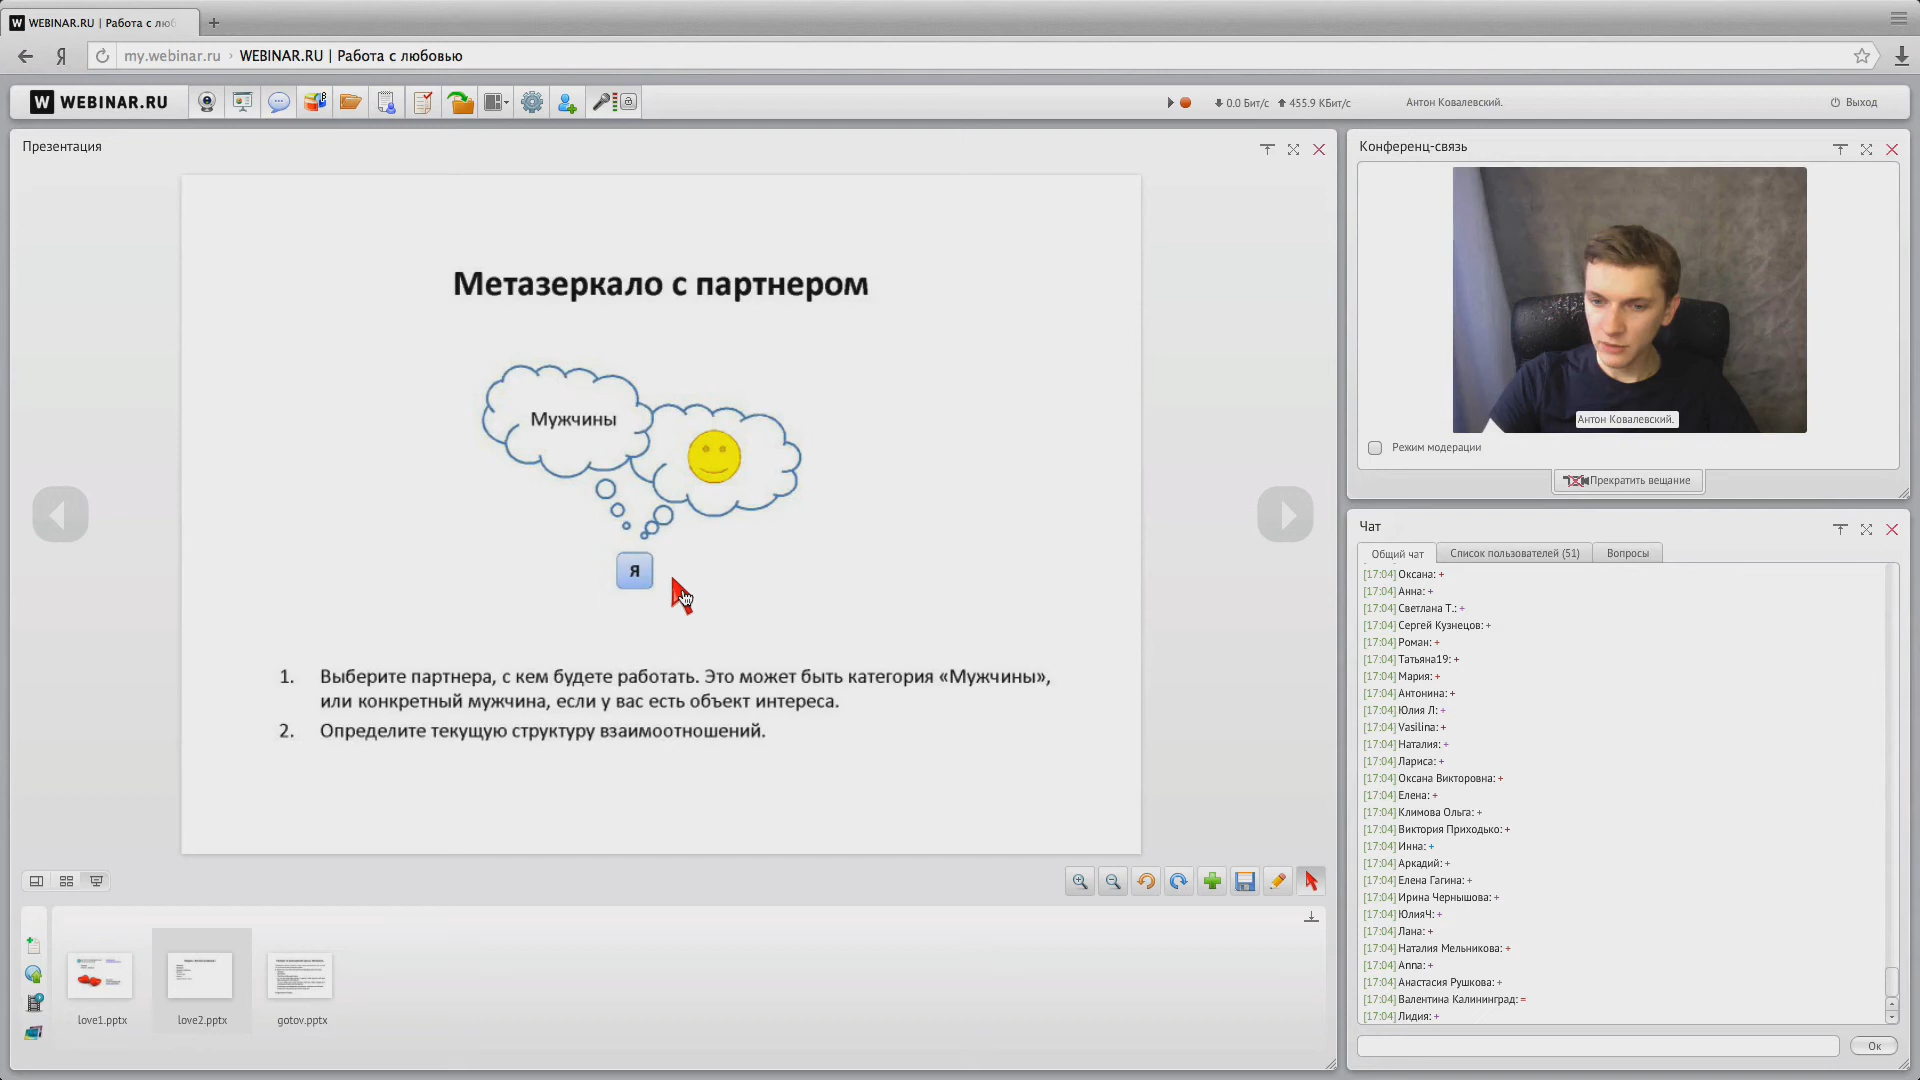 WEBINAR.RU | Работа с люб
my.webinar.ru › WEBINAR.RU | Работа с любовью
W WEBINAR.RU
0.0 Бит/с 455.9 КБит/с
Антон Ковалевский.
Выход
Презентация
Метазеркало с партнером
Мужчины
Я
1. Выберите партнера, с кем будете работать. Это может быть категория «Мужчины»,
или конкретный мужчина, если у вас есть объект интереса.
2. Определите текущую структуру взаимоотношений.
love1.pptx
love2.pptx
gotov.pptx
Конференц-связь
Антон Ковалевский.
Режим модерации
Прекратить вещание
Чат
Общий чат
Список пользователей (51)
Вопросы
[17:04] Оксана: +
[17:04] Анна: +
[17:04] Светлана Т.: +
[17:04] Сергей Кузнецов: +
[17:04] Роман: +
[17:04] Татьяна19: +
[17:04] Мария: +
[17:04] Антонина: +
[17:04] Юлия Л: +
[17:04] Vasilina: +
[17:04] Наталия: +
[17:04] Лариса: +
[17:04] Оксана Викторовна: +
[17:04] Елена: +
[17:04] Климова Ольга: +
[17:04] Виктория Приходько: +
[17:04] Инна: +
[17:04] Аркадий: +
[17:04] Елена Гагина: +
[17:04] Ирина Чернышова: +
[17:04] ЮлияЧ: +
[17:04] Лана: +
[17:04] Наталия Мельникова: +
[17:04] Anna: +
[17:04] Анастасия Рушкова: +
[17:04] Валентина Калининград: =
[17:04] Лидия: +
Ок